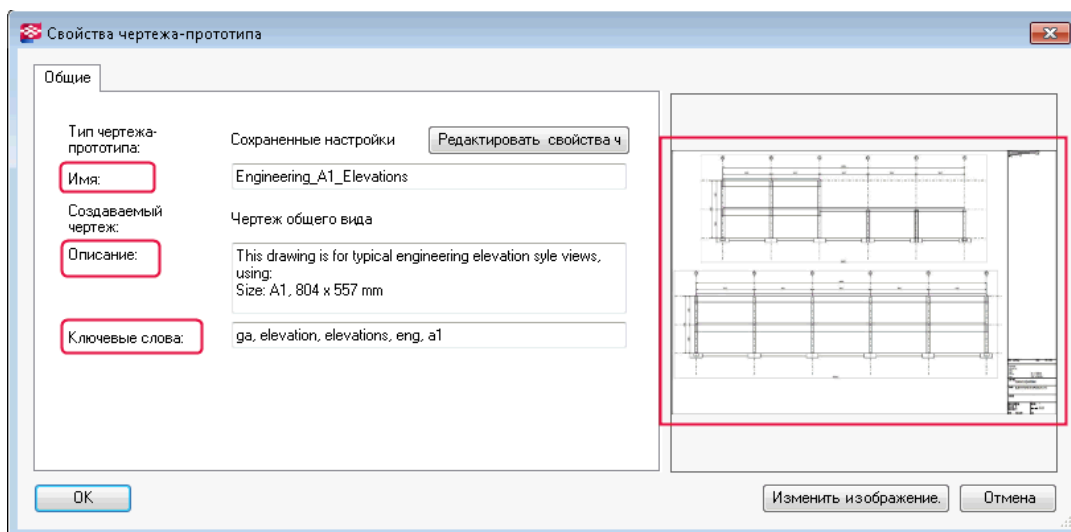 Свойства чертежа-прототипа
Общие
Тип чертежа-
прототипа:
Сохраненные настройки
Редактировать свойства ч
Имя:
Engineering_A1_Elevations
Создаваемый
чертеж:
Чертеж общего вида
Описание:
This drawing is for typical engineering elevation syle views,
using:
Size: A1, 804 x 557 mm
Ключевые слова:
ga, elevation, elevations, eng, a1
OK
Изменить изображение.
Отмена